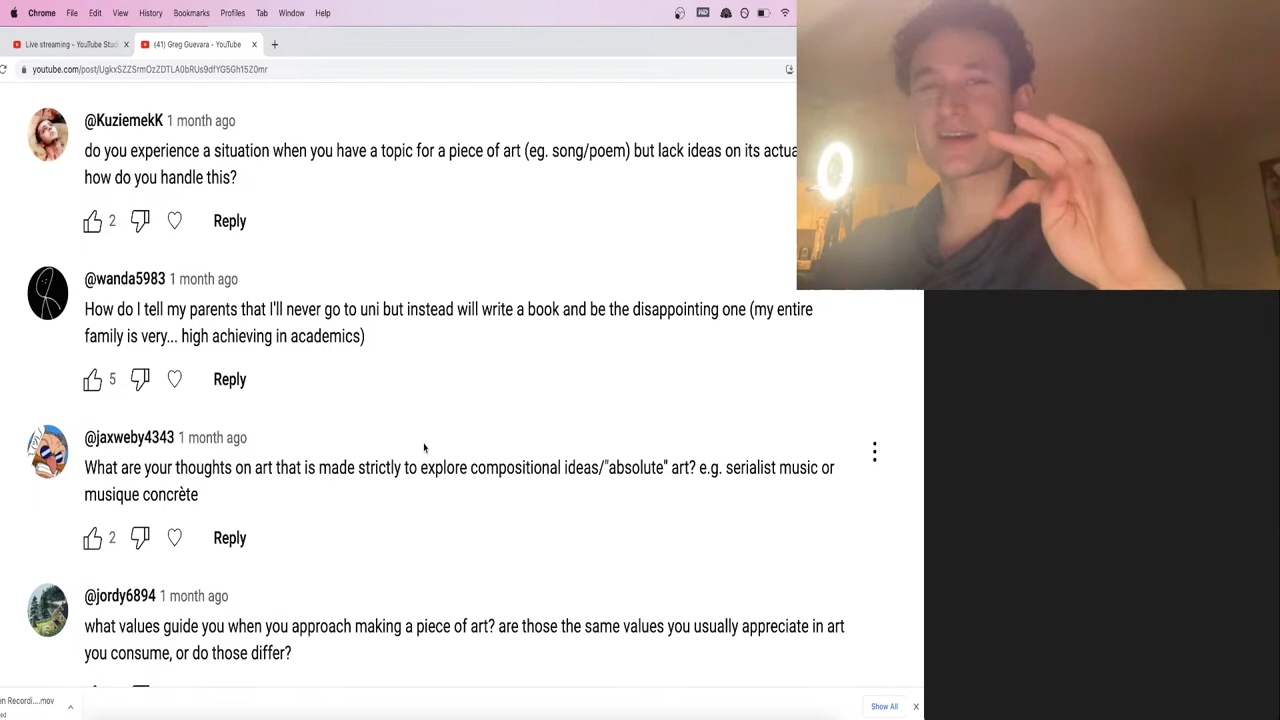 Chrome File Edit View History Bookmarks Profiles Tab Window Help
Live streaming - YouTube Stud
(41) Greg Guevara - YouTube
youtube.com/post/UgkxSZZSrmOzZDTLA0bRUs9dfYG5Gh15Z0mr
@KuziemekK 1 month ago
do you experience a situation when you have a topic for a piece of art (eg. song/poem) but lack ideas on its actua
how do you handle this?
2 Reply
@wanda5983 1 month ago
How do I tell my parents that I'll never go to uni but instead will write a book and be the disappointing one (my entire
family is very... high achieving in academics)
5 Reply
@jaxweby4343 1 month ago
What are your thoughts on art that is made strictly to explore compositional ideas/"absolute" art? e.g. serialist music or
musique concrète
2 Reply
@jordy6894 1 month ago
what values guide you when you approach making a piece of art? are those the same values you usually appreciate in art
you consume, or do those differ?
en Recordi....mov
Show All